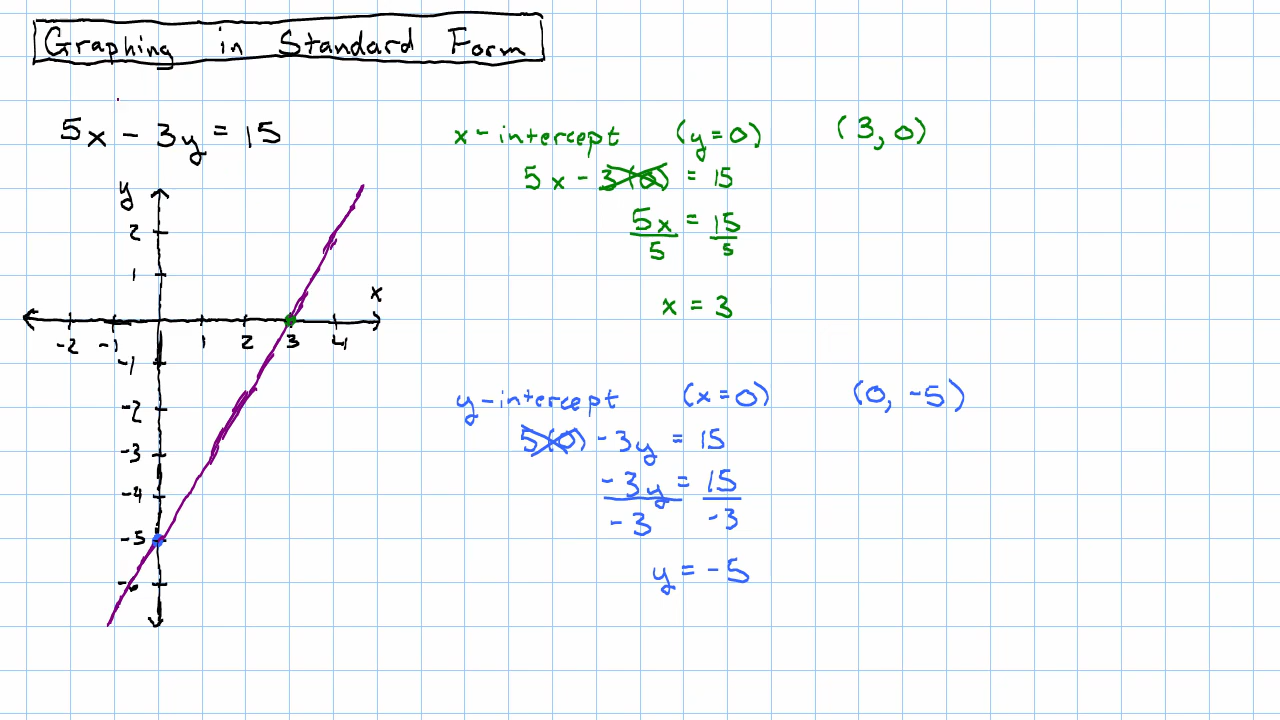 Graphing in Standard Form
5x - 3y = 15
x-intercept (y=0) (3, 0)
5x - 3(0) = 15
5x = 15
5 5
x = 3
y-intercept (x=0) (0, -5)
5(0) - 3y = 15
-3y = 15
-3 -3
y = -5
y
2
1
x
-2 -1 1 2 3 4
-1
-2
-3
-4
-5
-6